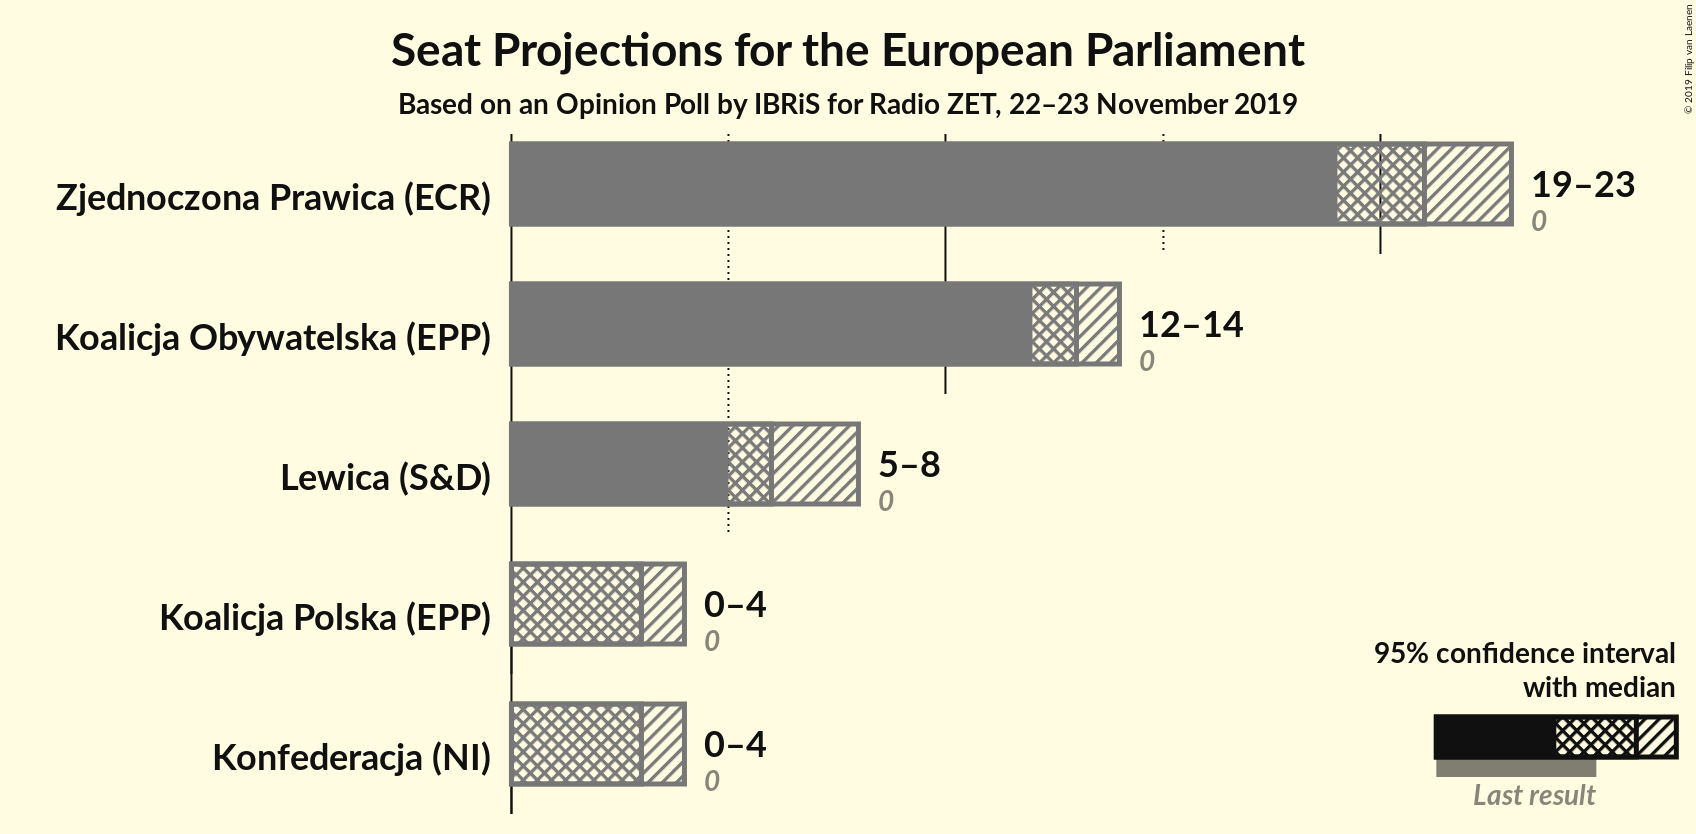 Seat Projections for the European Parliament
Based on an Opinion Poll by IBRiS for Radio ZET, 22–23 November 2019
© 2019 Filip van Laenen
Zjednoczona Prawica (ECR)
19–23
0
Koalicja Obywatelska (EPP)
12–14
0
Lewica (S&D)
5–8
0
Koalicja Polska (EPP)
0–4
0
Konfederacja (NI)
0–4
0
95% confidence interval
with median
Last result